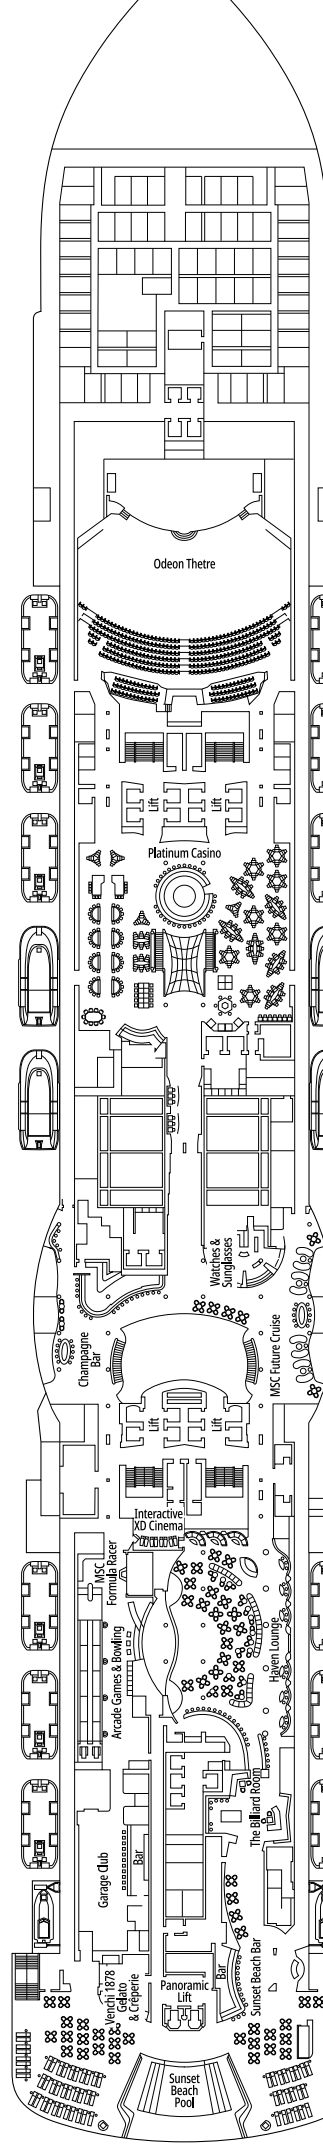 Odeon Thetre
Lift
Lift
Platinum Casino
Watches &
Sunglasses
Champagne
Bar
MSC Future Cruise
Lift
Lift
Interactive
XD Cinema
MSC
Formula Racer
Arcade Games & Bowling
Haven Lounge
The Billiard Room
Garage Club
Bar
Bar
Sunset Beach Bar
Venchi 1878
Gelato
& Crêperie
Panoramic
Lift
Sunset
Beach
Pool